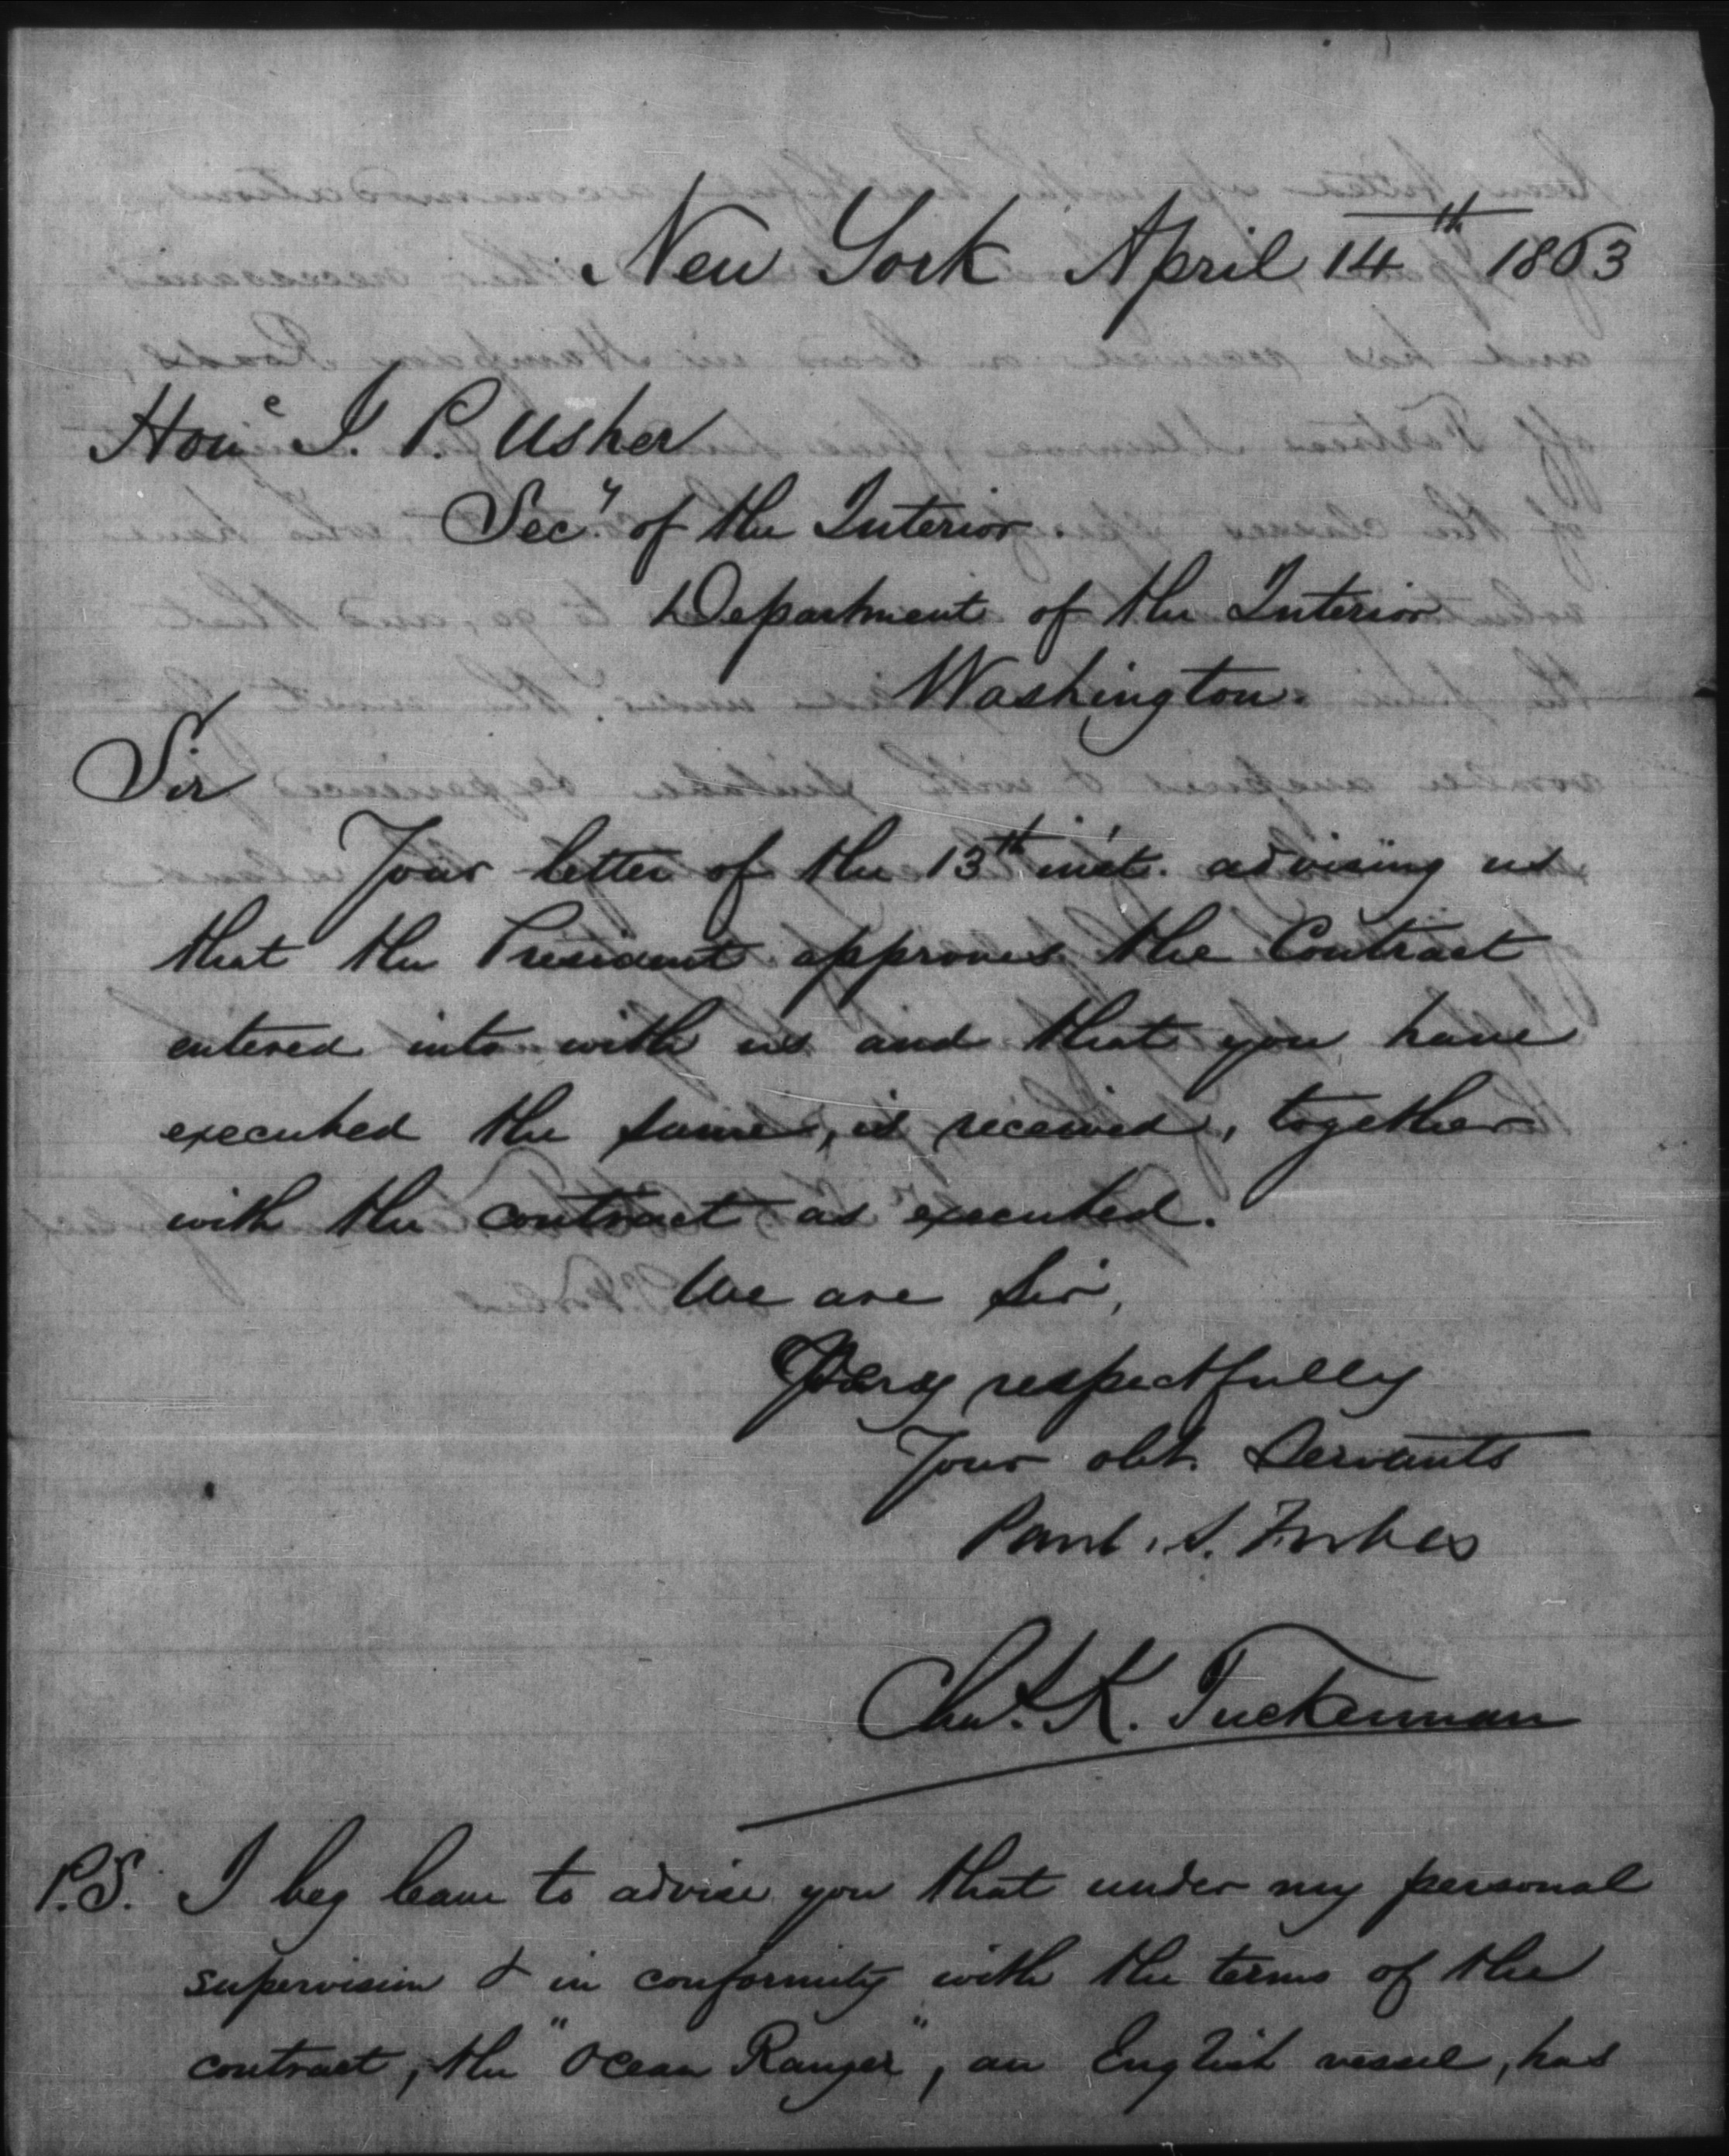 New York April 14th 1863
Hone J. P. Usher
Secy. of the Interior
Department of the Interior
Washington.
Sir
Your letter of the 13th inst. advising us
that the President approves the Contract
entered into with us and that you have
executed the same, is received, together
with the contract as executed.
We are Sir,
Very respectfully
Your obt. Servants
Paul. S. Forbes
Chas. K. Tuckerman
P.S. I beg leave to advise you that under my personal
supervision & in conformity with the terms of the
contract, the "Ocean Ranger", an English vessel, has